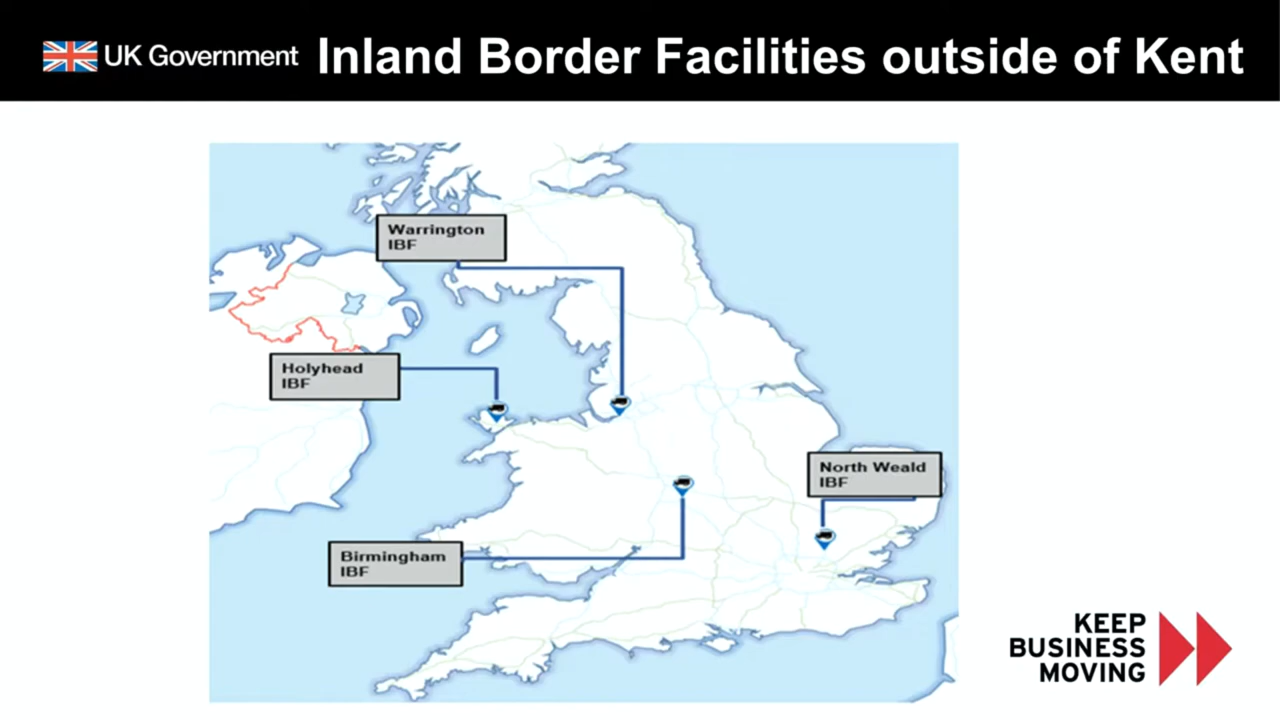 UK Government
Inland Border Facilities outside of Kent
Warrington
IBF
Holyhead
IBF
North Weald
IBF
Birmingham
IBF
KEEP
BUSINESS
MOVING